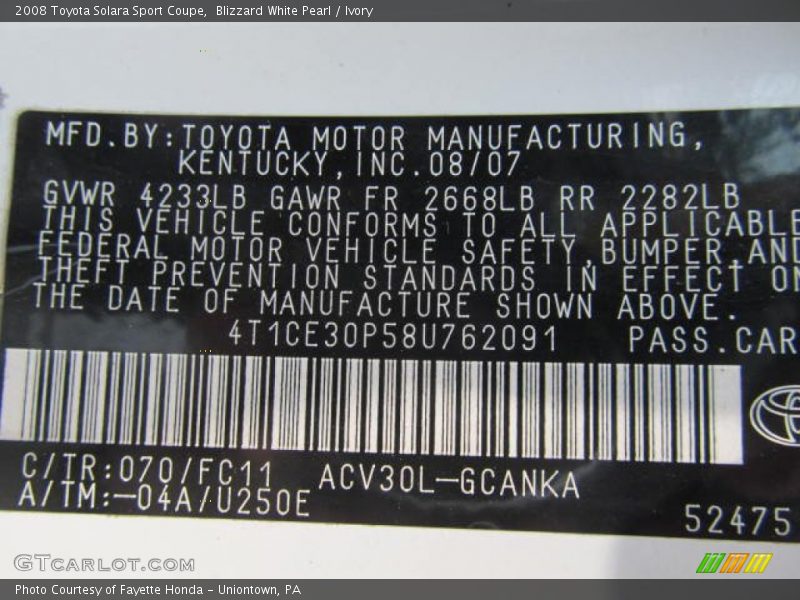 2008 Toyota Solara Sport Coupe,  Blizzard White Pearl / Ivory
MFD.BY:TOYOTA MOTOR MANUFACTURING,
KENTUCKY,INC.08/07
GVWR 4233LB GAWR FR 2668LB RR 2282LB
THIS VEHICLE CONFORMS TO ALL APPLICABLE
FEDERAL MOTOR VEHICLE SAFETY,BUMPER,AND
THEFT PREVENTION STANDARDS IN EFFECT ON
THE DATE OF MANUFACTURE SHOWN ABOVE.
4T1CE30P58U762091 PASS.CAR
C/TR:070/FC11 ACV30L-GCANKA
A/TM:-04A/U250E
52475
GTCARLOT.COM
Photo Courtesy of Fayette Honda - Uniontown, PA